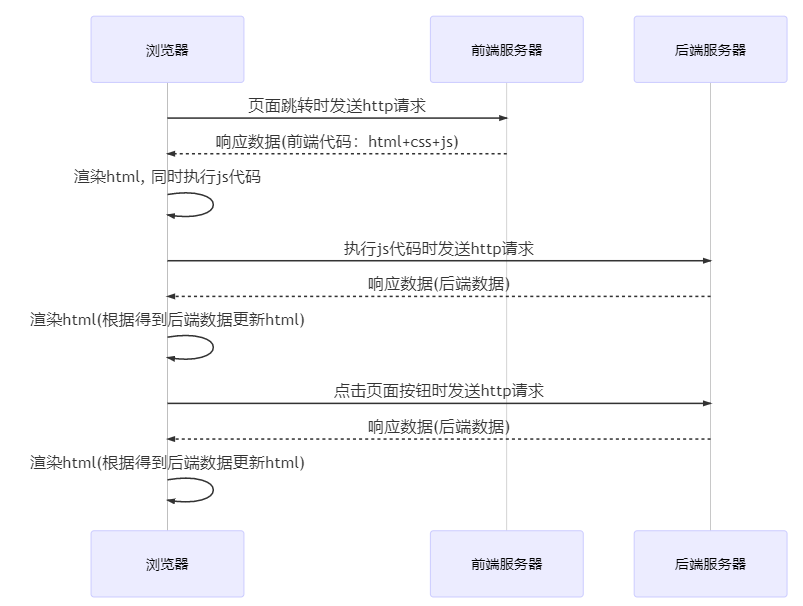 浏览器
前端服务器
后端服务器
页面跳转时发送http请求
响应数据(前端代码：html+css+js)
渲染html, 同时执行js代码
执行js代码时发送http请求
响应数据(后端数据)
渲染html(根据得到后端数据更新html)
点击页面按钮时发送http请求
响应数据(后端数据)
渲染html(根据得到后端数据更新html)
浏览器
前端服务器
后端服务器